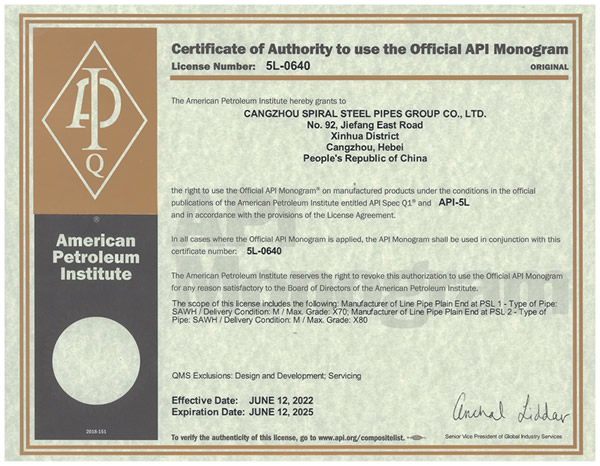 Certificate of Authority to use the Official API Monogram
License Number: 5L-0640
ORIGINAL
The American Petroleum Institute hereby grants to
CANGZHOU SPIRAL STEEL PIPES GROUP CO., LTD.
No. 92, Jiefang East Road
Xinhua District
Cangzhou, Hebei
People's Republic of China
the right to use the Official API Monogram® on manufactured products under the conditions in the official
publications of the American Petroleum Institute entitled API Spec Q1® and API-5L
and in accordance with the provisions of the License Agreement.
In all cases where the Official API Monogram is applied, the API Monogram shall be used in conjunction with this
certificate number: 5L-0640
The American Petroleum Institute reserves the right to revoke this authorization to use the Official API Monogram
for any reason satisfactory to the Board of Directors of the American Petroleum Institute.
The scope of this license includes the following: Manufacturer of Line Pipe Plain End at PSL 1 - Type of Pipe:
SAWH / Delivery Condition: M / Max. Grade: X70; Manufacturer of Line Pipe Plain End at PSL 2 - Type of
Pipe: SAWH / Delivery Condition: M / Max. Grade: X80
QMS Exclusions: Design and Development; Servicing
Effective Date: JUNE 12, 2022
Expiration Date: JUNE 12, 2025
To verify the authenticity of this license, go to www.api.org/compositelist.
Anchal Liddar
Senior Vice President of Global Industry Services
API
Q
®
American
Petroleum
Institute
2018-151